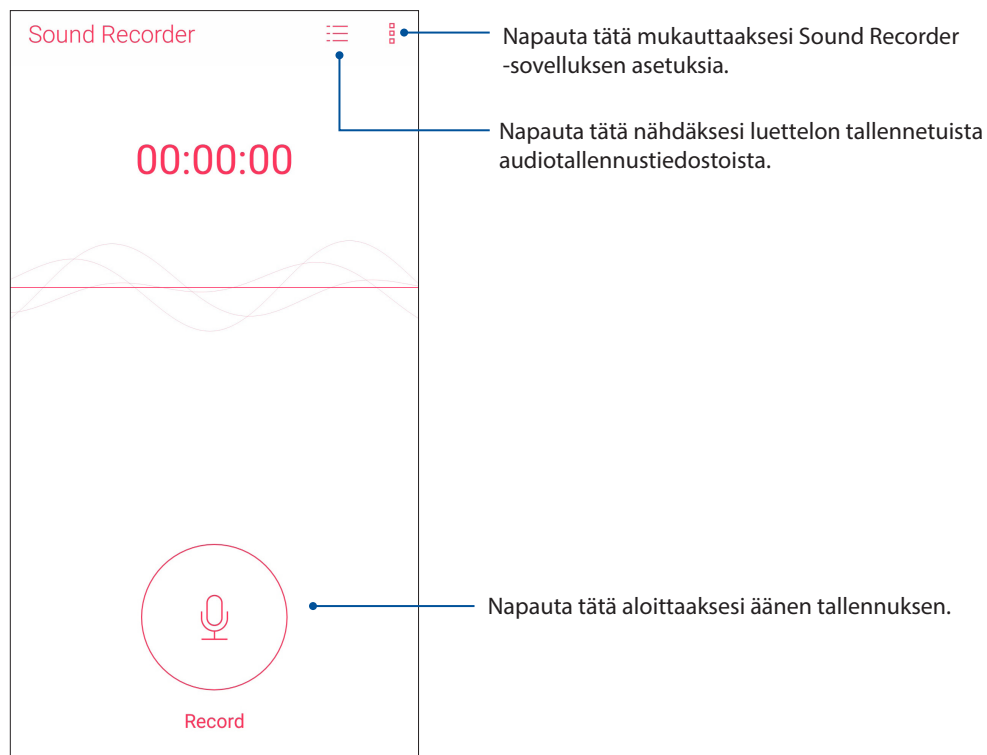 Sound Recorder
Napauta tätä mukauttaaksesi Sound Recorder
-sovelluksen asetuksia.
Napauta tätä nähdäksesi luettelon tallennetuista
audiotallennustiedostoista.
00:00:00
Napauta tätä aloittaaksesi äänen tallennuksen.
Record